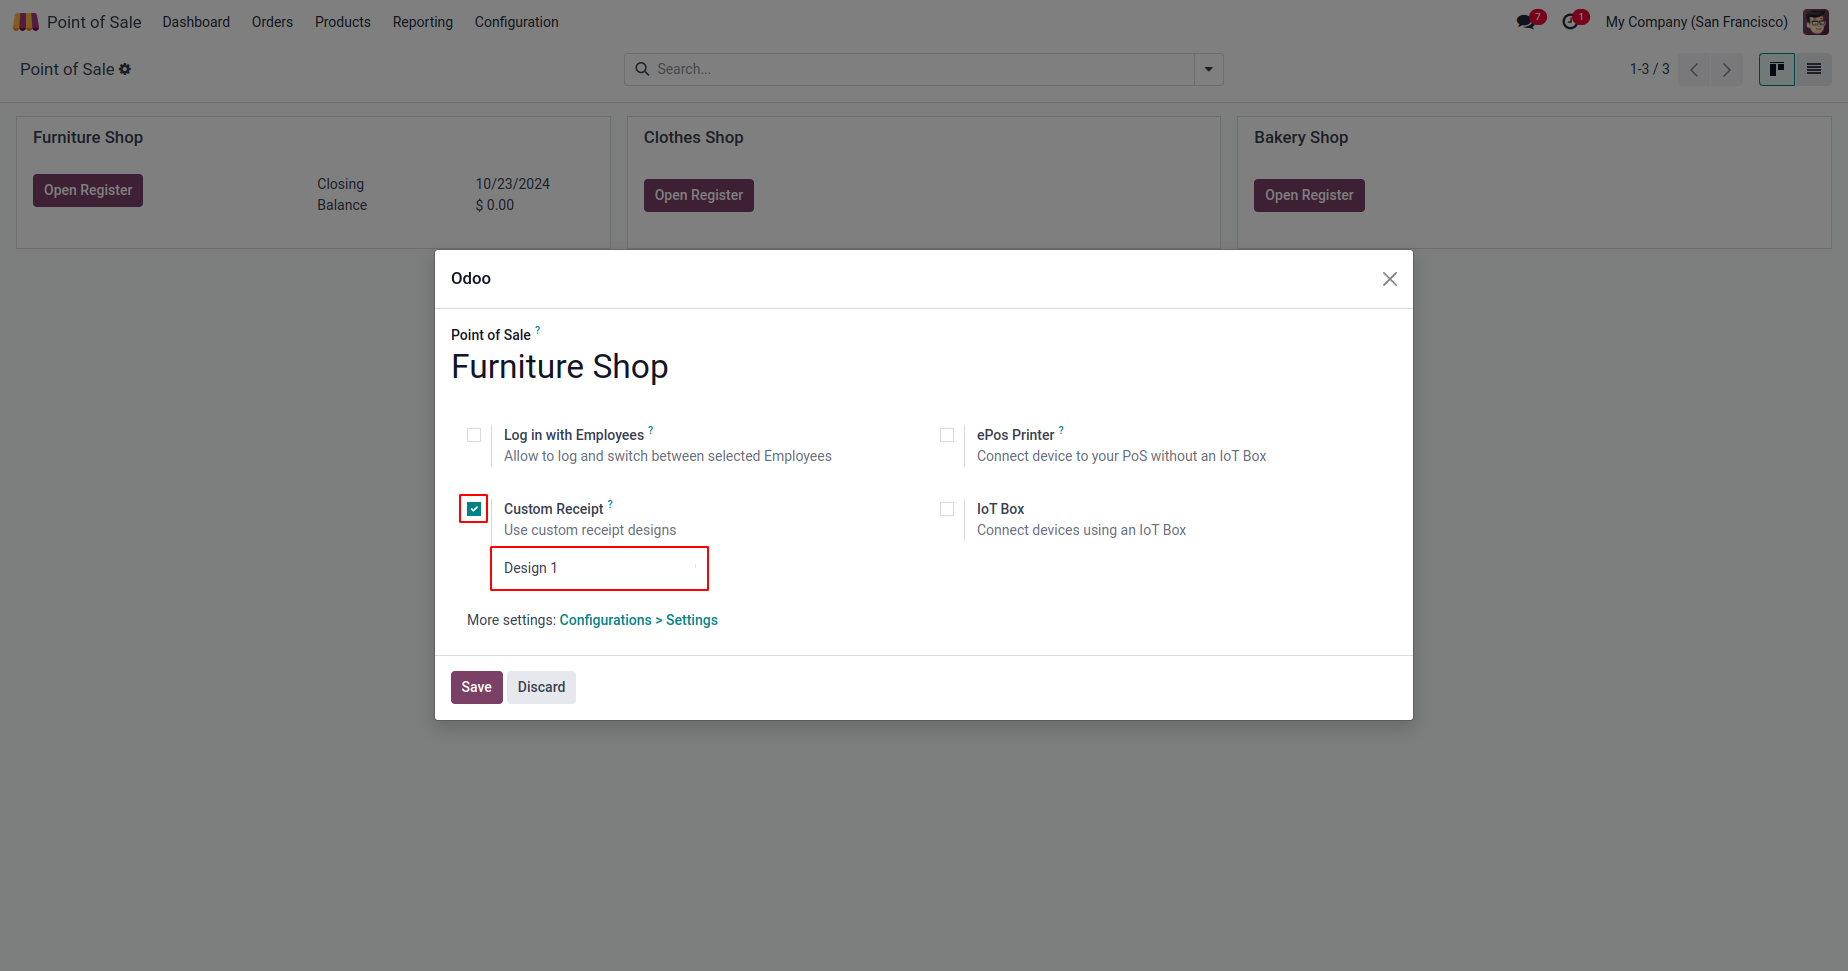 Point of Sale Dashboard Orders Products Reporting Configuration 7 1 My Company (San Francisco)
Point of Sale Search... 1-3 / 3
Furniture Shop
Open Register
Closing 10/23/2024
Balance $ 0.00
Clothes Shop
Open Register
Bakery Shop
Open Register
Odoo
Point of Sale ?
Furniture Shop
Log in with Employees ?
Allow to log and switch between selected Employees
ePos Printer ?
Connect device to your PoS without an IoT Box
Custom Receipt ?
Use custom receipt designs
Design 1
IoT Box
Connect devices using an IoT Box
More settings: Configurations > Settings
Save Discard